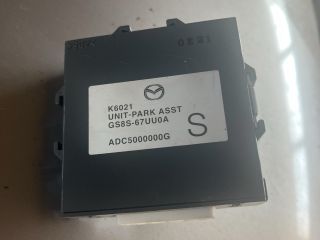 K6021
UNIT-PARK ASST
GS8S-67UU0A
ADC5000000G
S